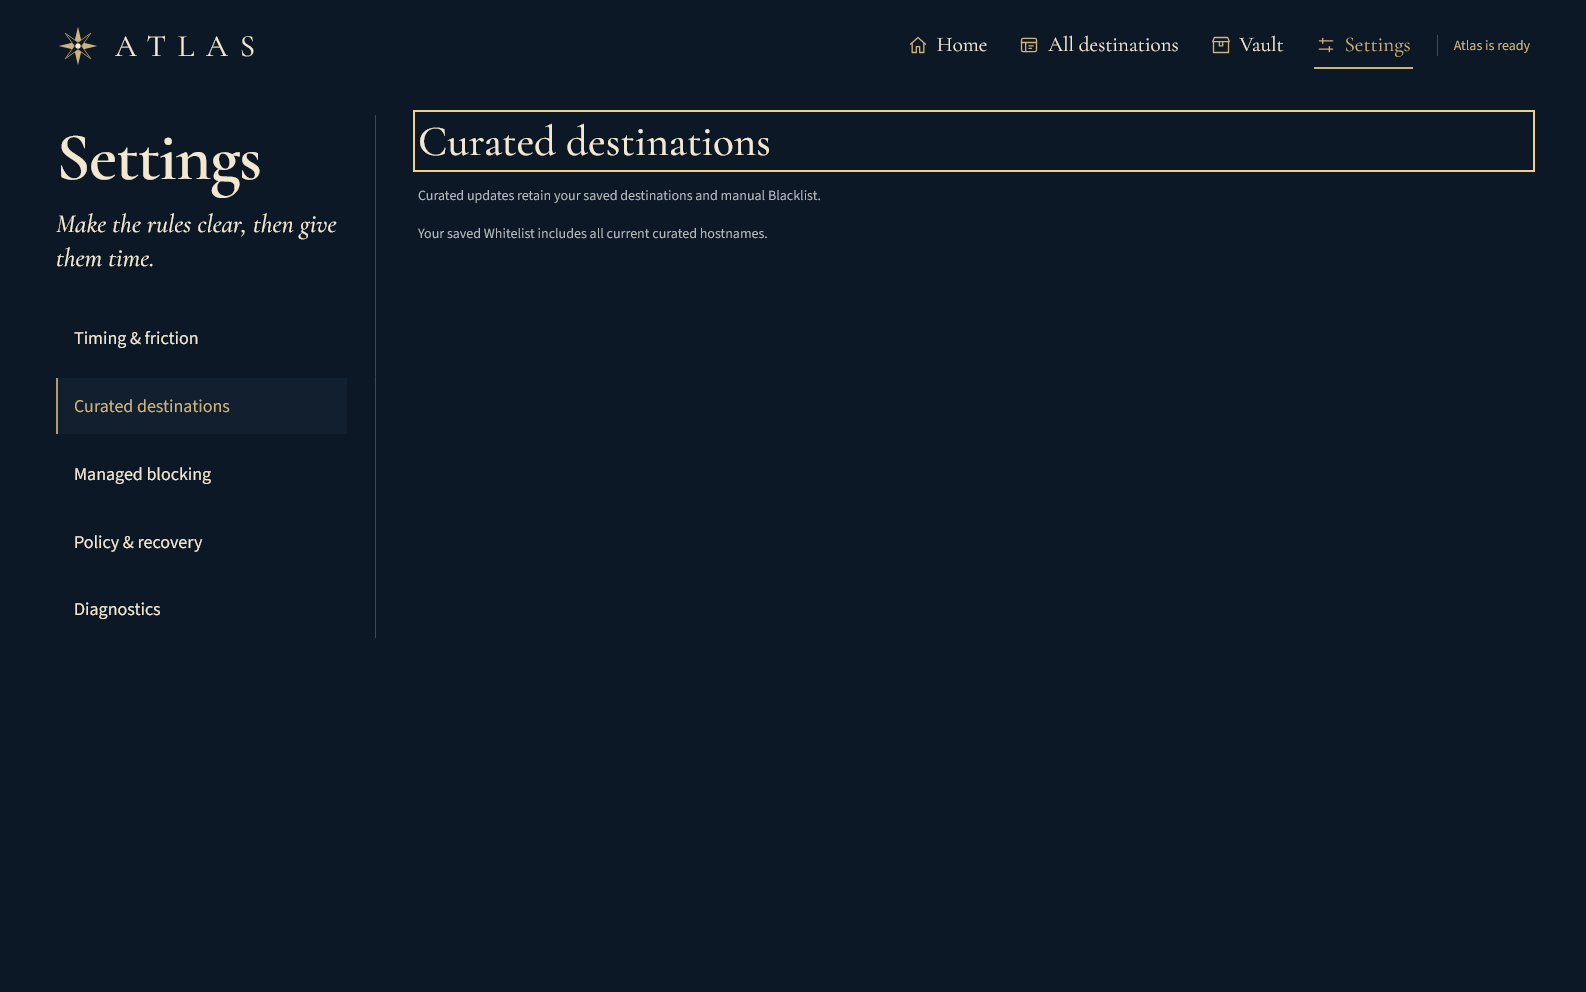 ATLAS
Home
All destinations
Vault
Settings
Atlas is ready
Settings
Make the rules clear, then give
them time.
Timing & friction
Curated destinations
Managed blocking
Policy & recovery
Diagnostics
Curated destinations
Curated updates retain your saved destinations and manual Blacklist.
Your saved Whitelist includes all current curated hostnames.